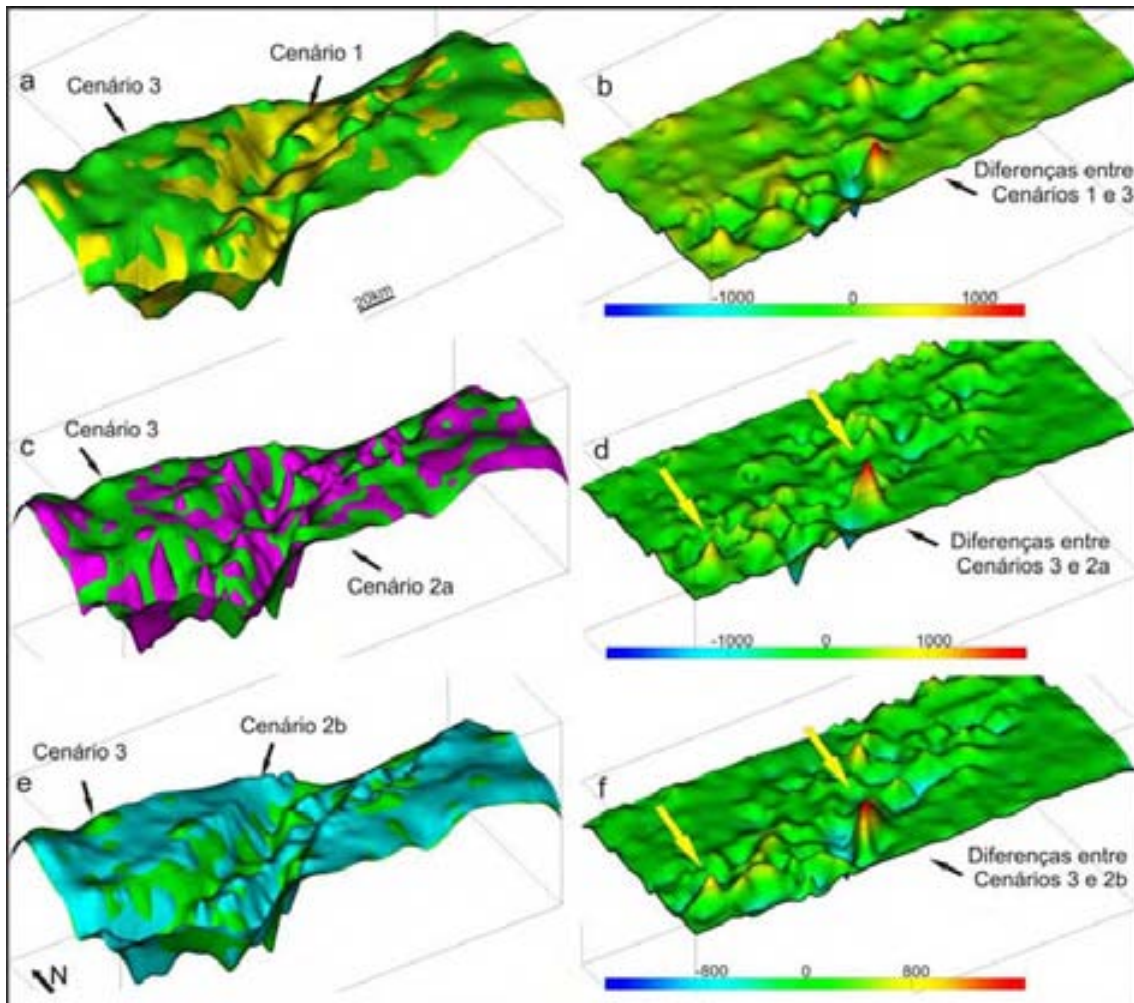 a
Cenário 3
Cenário 1
20km
b
Diferenças entre
Cenários 1 e 3
-1000 0 1000
c
Cenário 3
Cenário 2a
d
Diferenças entre
Cenários 3 e 2a
-1000 0 1000
e
Cenário 3
Cenário 2b
N
f
Diferenças entre
Cenários 3 e 2b
-800 0 800